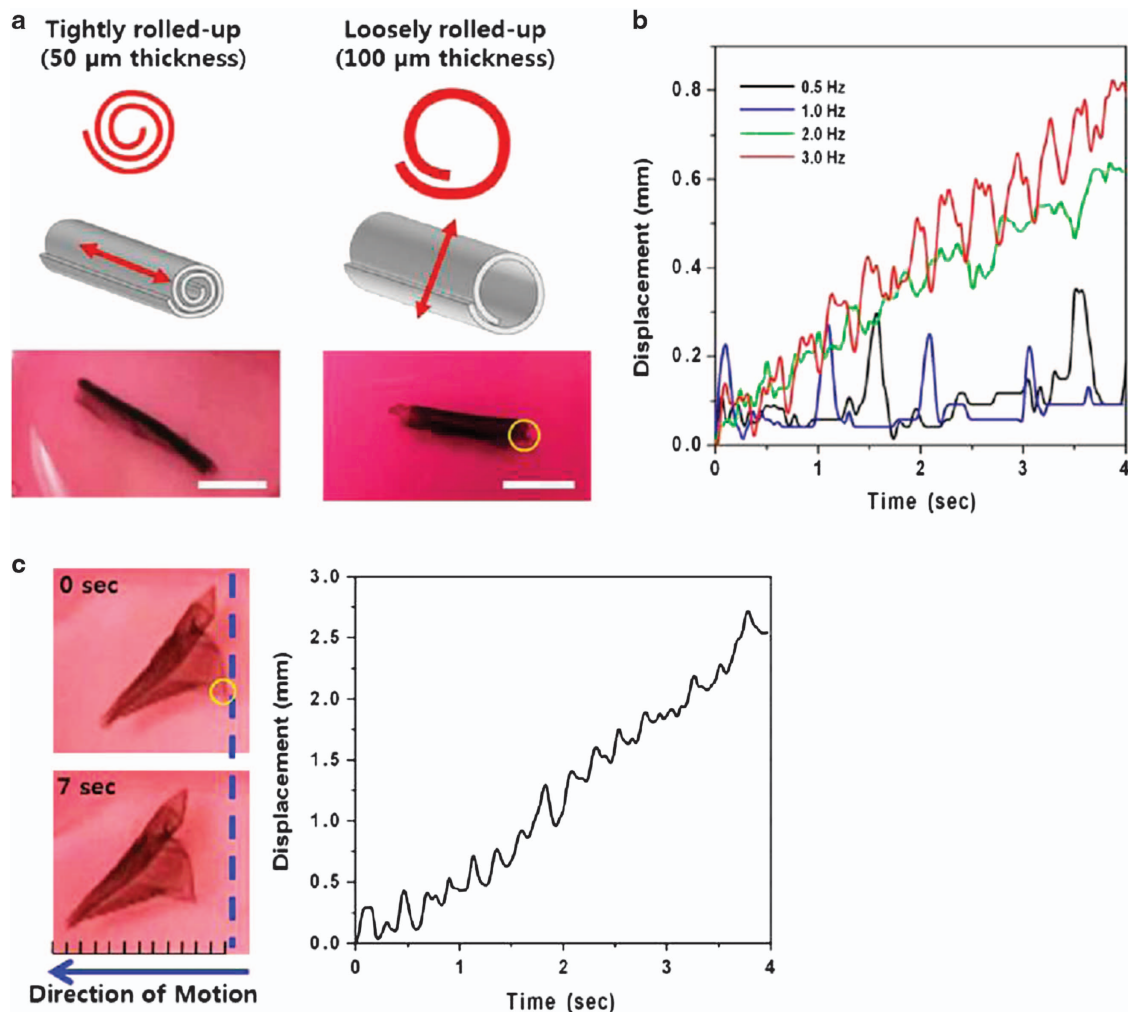 a
Tightly rolled-up
(50 µm thickness)
Loosely rolled-up
(100 µm thickness)
b
0.5 Hz
1.0 Hz
2.0 Hz
3.0 Hz
0.8
0.6
0.4
0.2
0.0
Displacement (mm)
0 1 2 3 4
Time (sec)
c
0 sec
7 sec
Direction of Motion
3.0
2.5
2.0
1.5
1.0
0.5
0.0
Displacement (mm)
0 1 2 3 4
Time (sec)